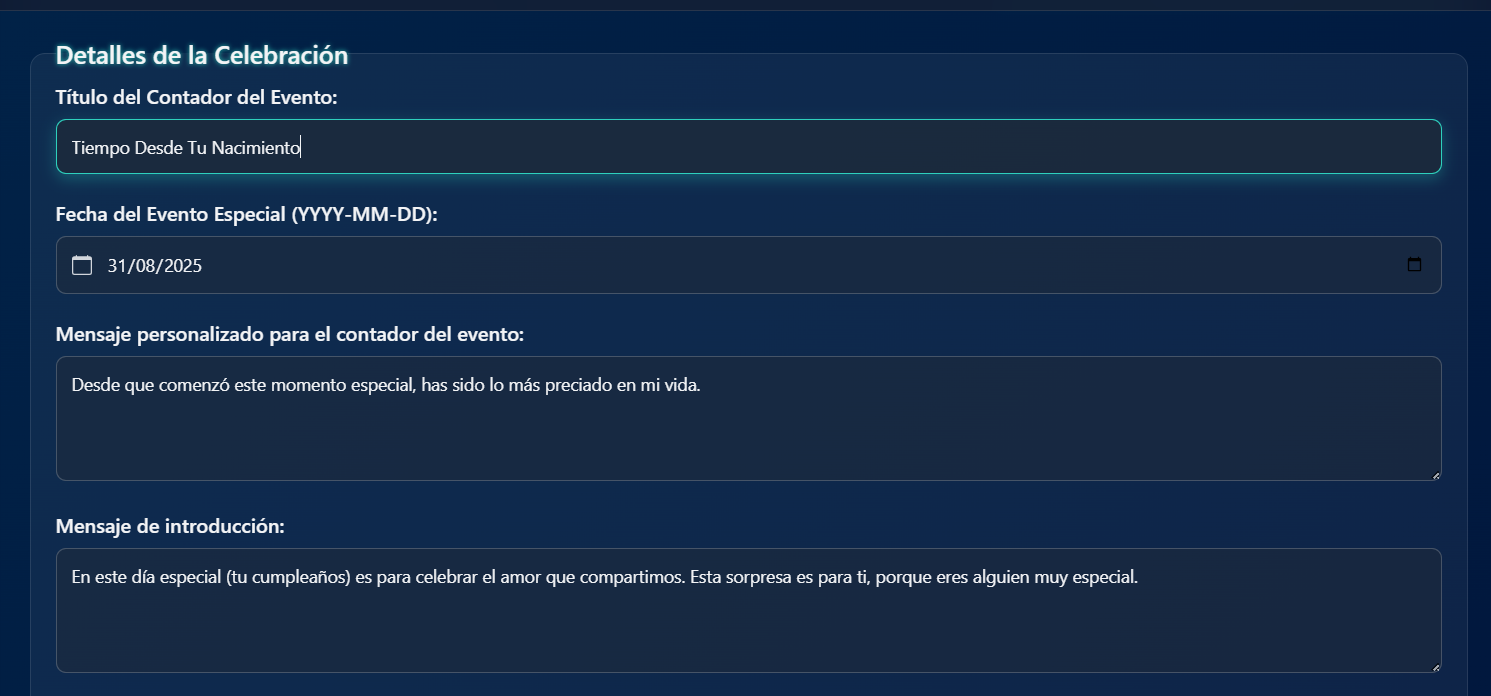 Detalles de la Celebración
Título del Contador del Evento:
Tiempo Desde Tu Nacimiento
Fecha del Evento Especial (YYYY-MM-DD):
31/08/2025
Mensaje personalizado para el contador del evento:
Desde que comenzó este momento especial, has sido lo más preciado en mi vida.
Mensaje de introducción:
En este día especial (tu cumpleaños) es para celebrar el amor que compartimos. Esta sorpresa es para ti, porque eres alguien muy especial.